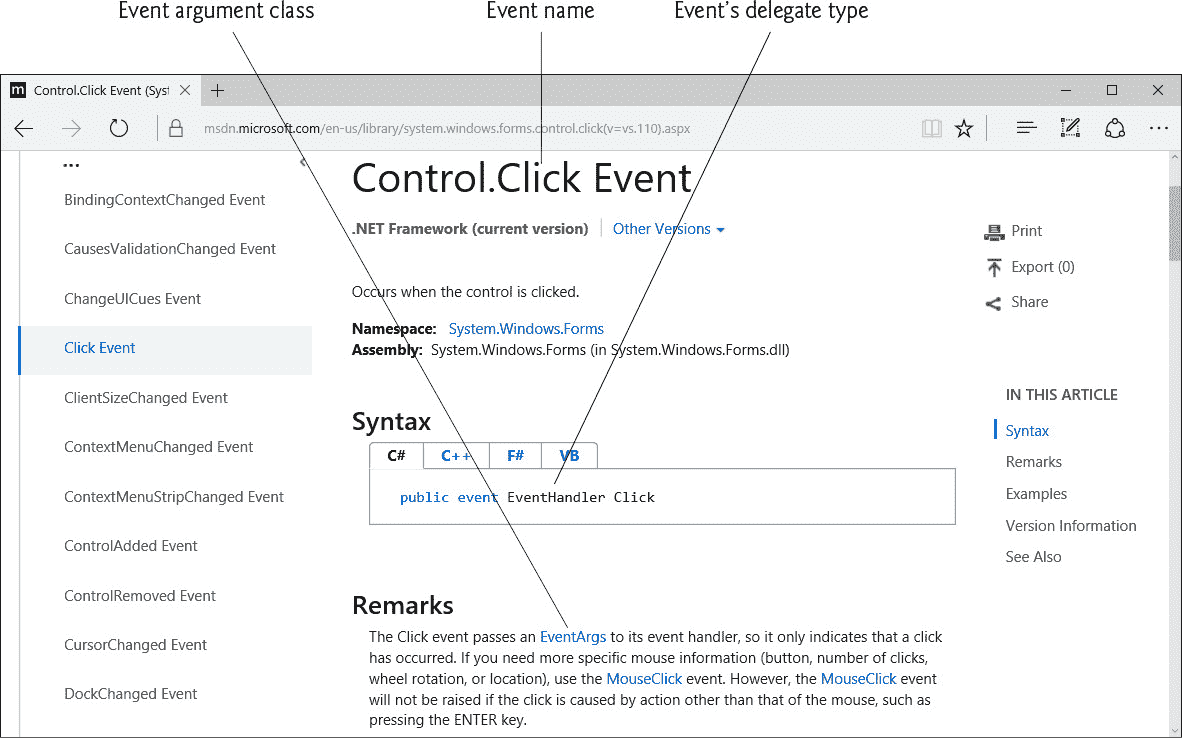 Event argument class
Event name
Event's delegate type
m
Control.Click Event (Syst
msdn.microsoft.com/en-us/library/system.windows.forms.control.click(v=vs.110).aspx
...
BindingContextChanged Event
CausesValidationChanged Event
ChangeUICues Event
Click Event
ClientSizeChanged Event
ContextMenuChanged Event
ContextMenuStripChanged Event
ControlAdded Event
ControlRemoved Event
CursorChanged Event
DockChanged Event
Control.Click Event
.NET Framework (current version)
Other Versions
Occurs when the control is clicked.
Namespace: System.Windows.Forms
Assembly: System.Windows.Forms (in System.Windows.Forms.dll)
Syntax
C# C++ F# VB
public event EventHandler Click
Remarks
The Click event passes an EventArgs to its event handler, so it only indicates that a click
has occurred. If you need more specific mouse information (button, number of clicks,
wheel rotation, or location), use the MouseClick event. However, the MouseClick event
will not be raised if the click is caused by action other than that of the mouse, such as
pressing the ENTER key.
Print
Export (0)
Share
IN THIS ARTICLE
Syntax
Remarks
Examples
Version Information
See Also